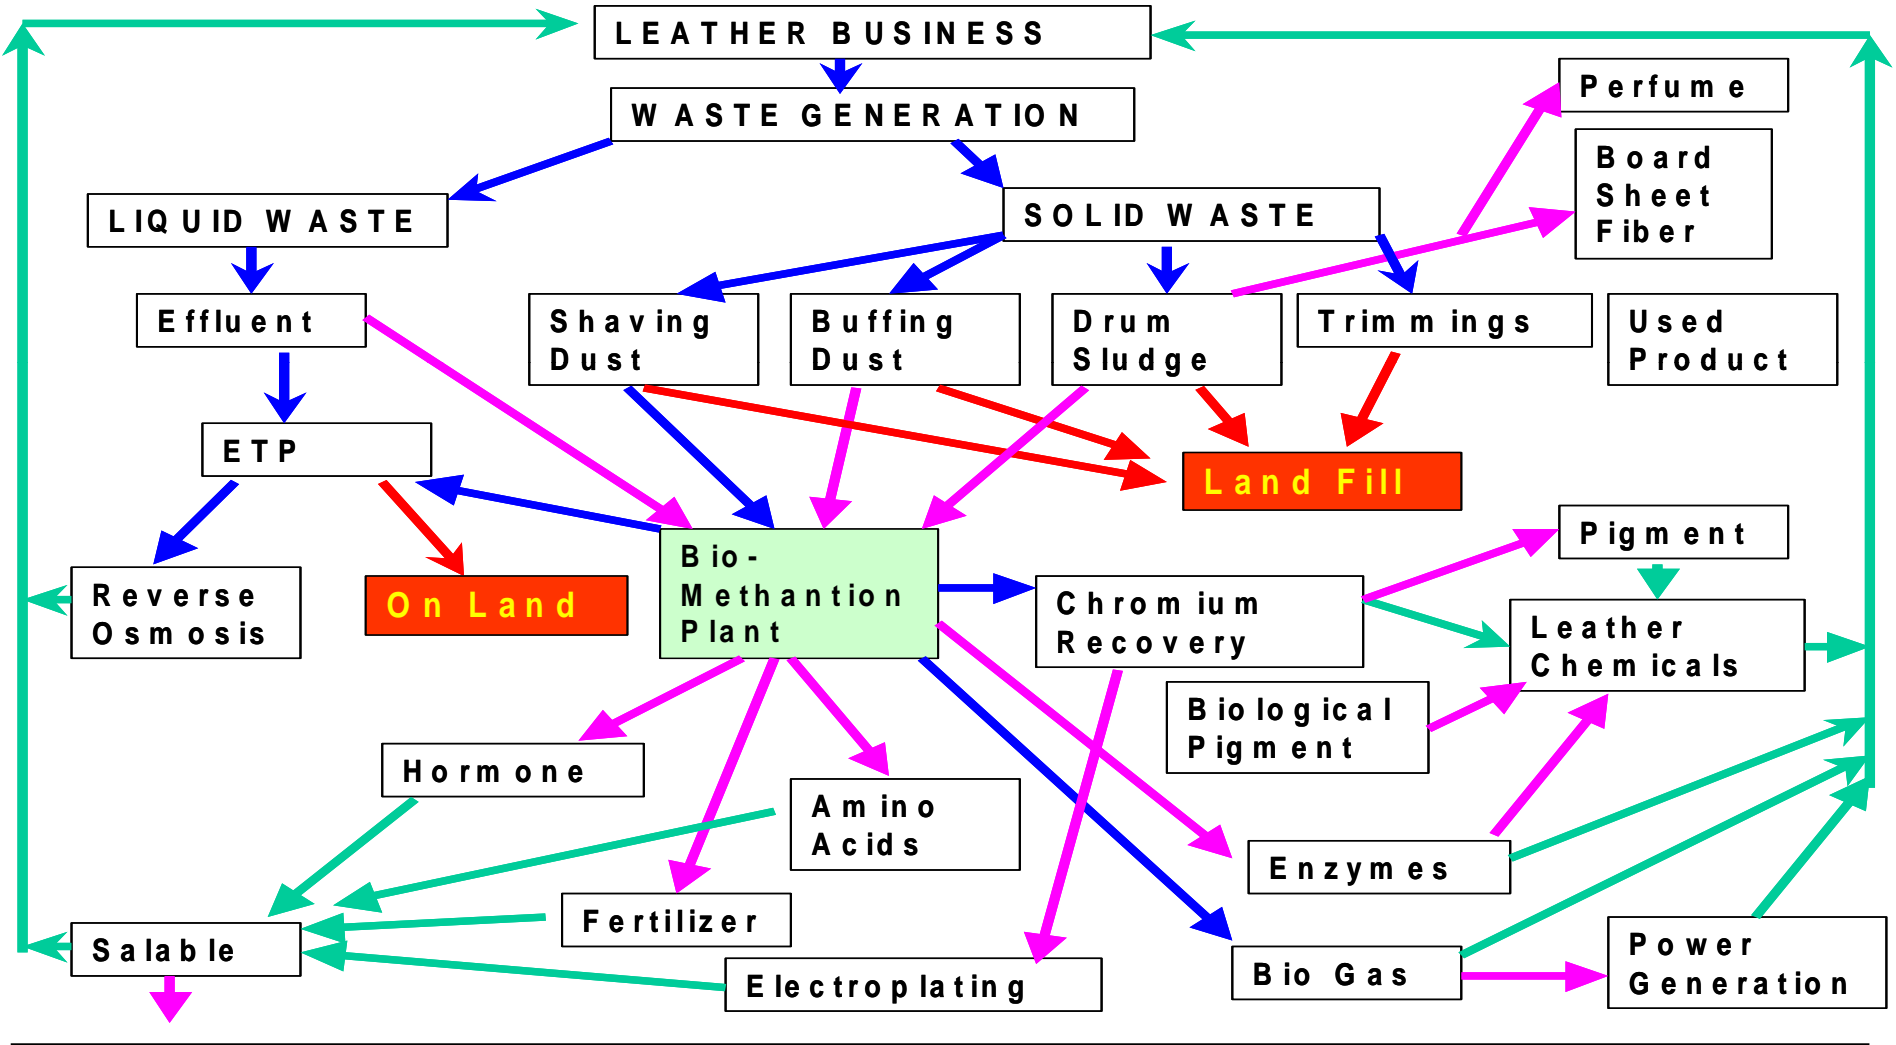 LEATHER BUSINESS
WASTE GENERATION
Perfume
Board
Sheet
Fiber
LIQUID WASTE
SOLID WASTE
Effluent
Shaving
Dust
Buffing
Dust
Drum
Sludge
Trimmings
Used
Product
ETP
Land Fill
Reverse
Osmosis
On Land
Bio-
Methantion
Plant
Chromium
Recovery
Pigment
Leather
Chemicals
Biological
Pigment
Hormone
Amino
Acids
Enzymes
Fertilizer
Salable
Electroplating
Bio Gas
Power
Generation